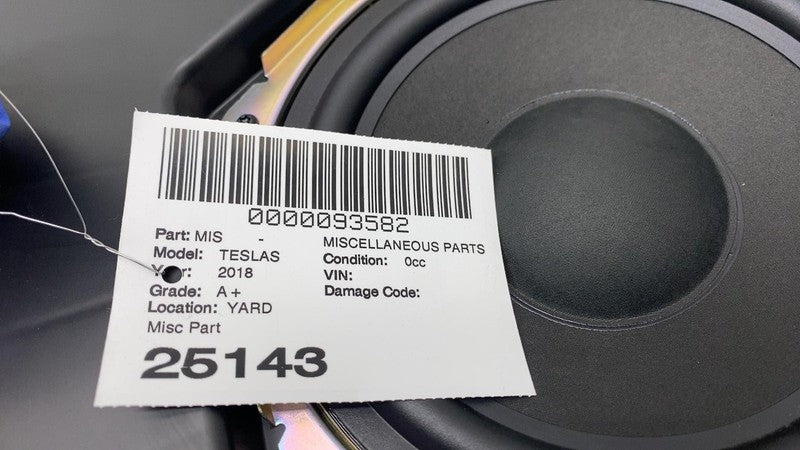 0000093582
Part: MIS - MISCELLANEOUS PARTS
Model: TESLAS Condition: 0cc
2018 VIN:
Grade: A+ Damage Code:
Location: YARD
Misc Part
25143